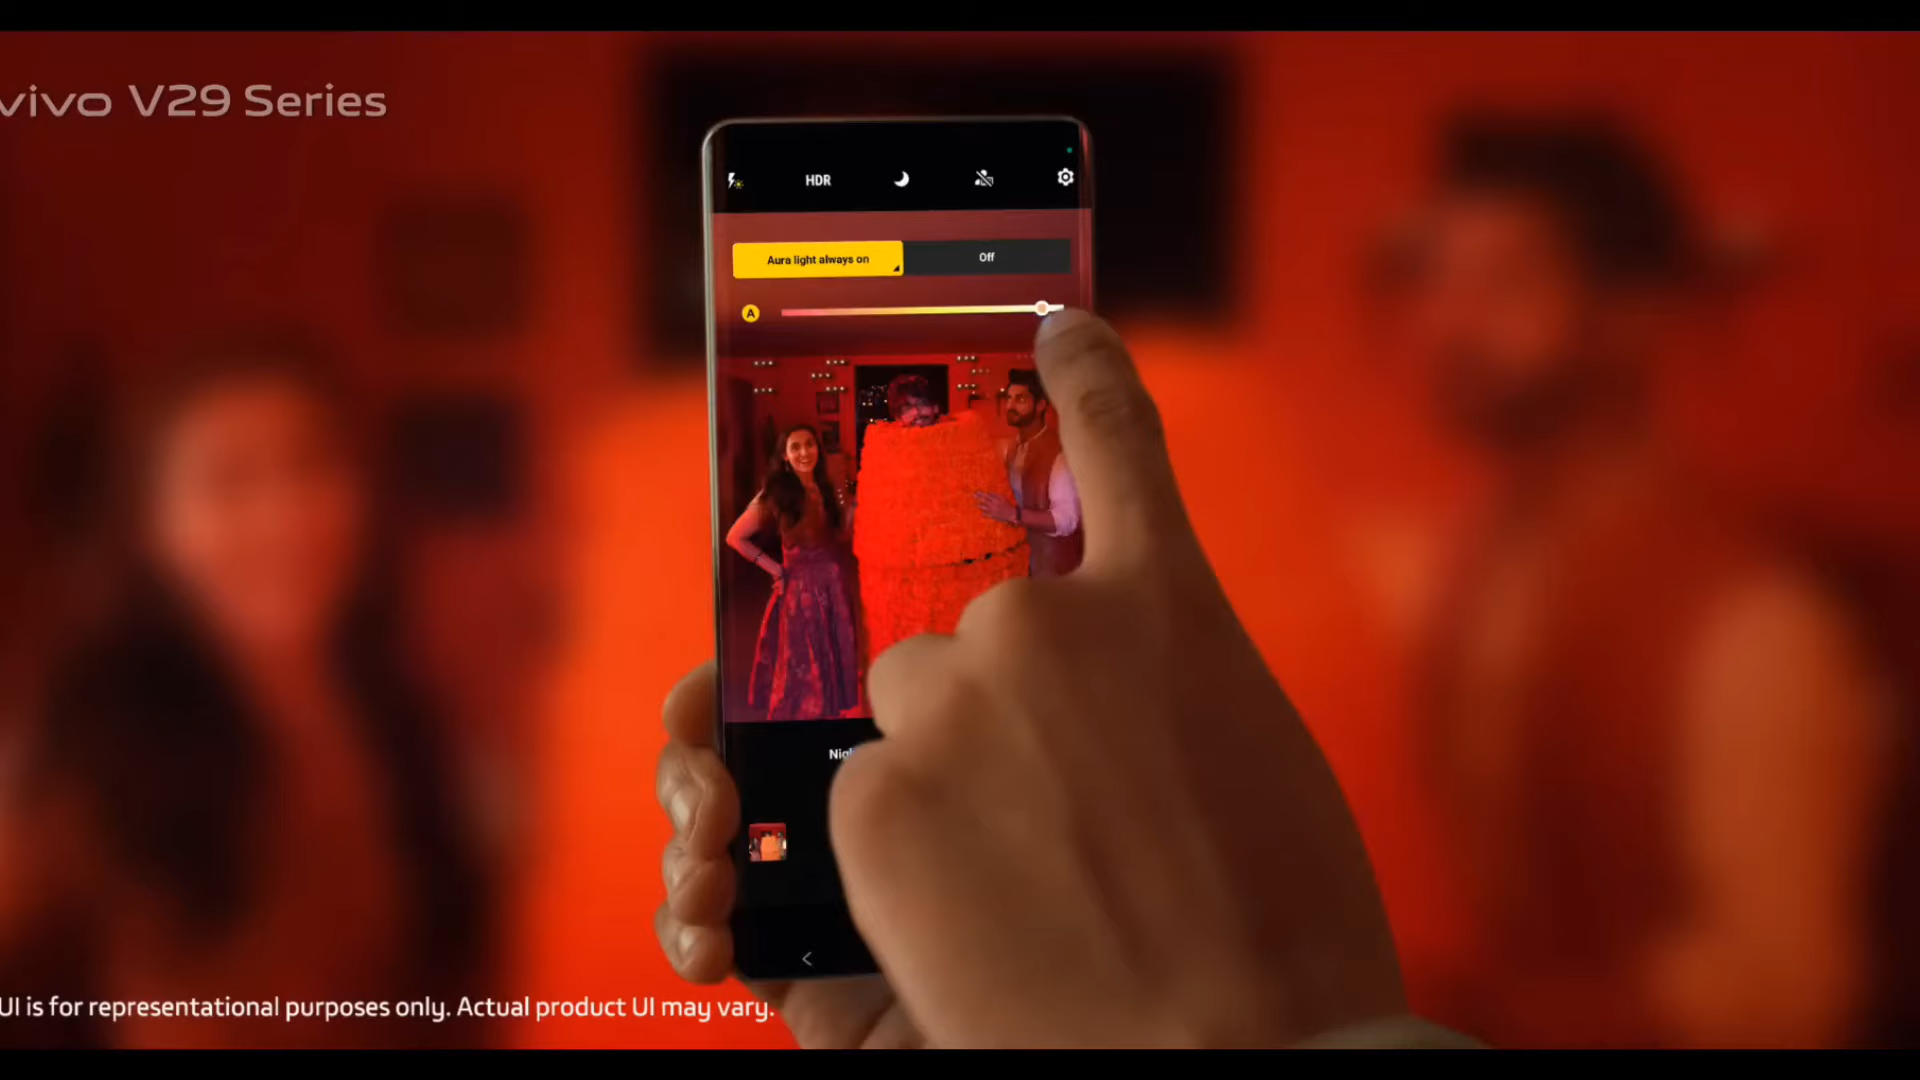 vivo V29 Series
HDR
Aura light always on
Off
A
UI is for representational purposes only. Actual product UI may vary.